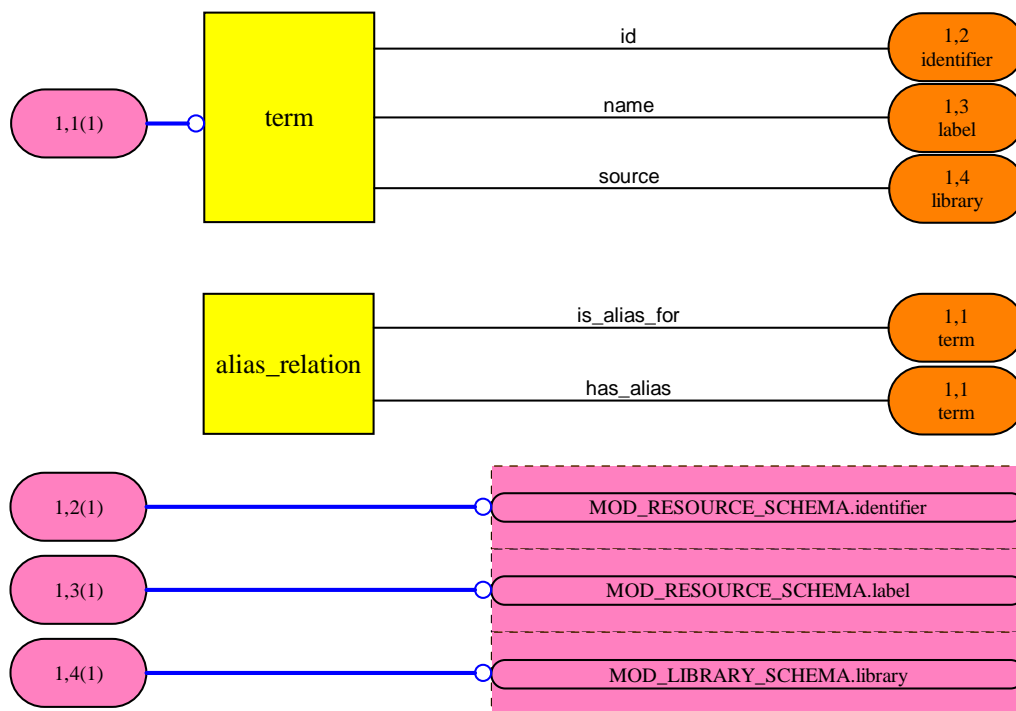 id
1,2
identifier
1,1(1)
term
name
1,3
label
source
1,4
library
alias_relation
is_alias_for
1,1
term
has_alias
1,1
term
1,2(1)
MOD_RESOURCE_SCHEMA.identifier
1,3(1)
MOD_RESOURCE_SCHEMA.label
1,4(1)
MOD_LIBRARY_SCHEMA.library